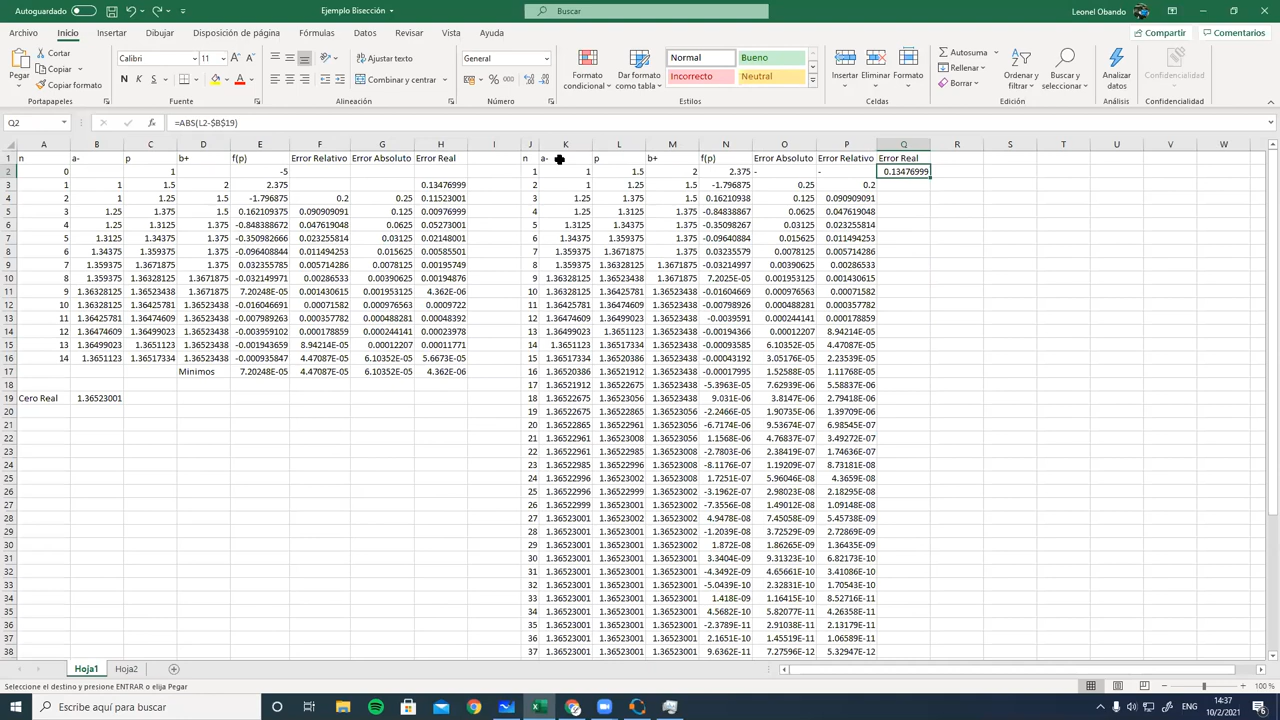 Autoguardado Ejemplo Bisección Buscar Leonel Obando
Archivo Inicio Insertar Dibujar Disposición de página Fórmulas Datos Revisar Vista Ayuda Compartir Comentarios
Pegar Cortar Copiar Copiar formato Calibri 11 N K S Ajustar texto Combinar y centrar General % 000 Formato condicional Dar formato como tabla Normal Bueno Incorrecto Neutral Insertar Eliminar Formato Autosuma Rellenar Borrar Ordenar y filtrar Buscar y seleccionar Analizar datos Confidencialidad
Portapapeles Fuente Alineación Número Estilos Celdas Edición Análisis Confidencialidad
Q2 fx =ABS(L2-$B$19)
A B C D E F G H I J K L M N O P Q R S T U V W
1 n a- p b+ f(p) Error Relativo Error Absoluto Error Real n a- p b+ f(p) Error Absoluto Error Relativo Error Real
2 0 1 -5 1 1 1.5 2 2.375 - - 0.13476999
3 1 1 1.5 2 2.375 0.13476999 2 1 1.25 1.5 -1.796875 0.25 0.2
4 2 1 1.25 1.5 -1.796875 0.2 0.25 0.11523001 3 1.25 1.375 1.5 0.16210938 0.125 0.090909091
5 3 1.25 1.375 1.5 0.162109375 0.090909091 0.125 0.00976999 4 1.25 1.3125 1.375 -0.84838867 0.0625 0.047619048
6 4 1.25 1.3125 1.375 -0.848388672 0.047619048 0.0625 0.05273001 5 1.3125 1.34375 1.375 -0.35098267 0.03125 0.023255814
7 5 1.3125 1.34375 1.375 -0.350982666 0.023255814 0.03125 0.02148001 6 1.34375 1.359375 1.375 -0.09640884 0.015625 0.011494253
8 6 1.34375 1.359375 1.375 -0.096408844 0.011494253 0.015625 0.00585501 7 1.359375 1.3671875 1.375 0.03235579 0.0078125 0.005714286
9 7 1.359375 1.3671875 1.375 0.032355785 0.005714286 0.0078125 0.00195749 8 1.359375 1.36328125 1.3671875 -0.03214997 0.00390625 0.00286533
10 8 1.359375 1.36328125 1.3671875 -0.03214971 0.00286533 0.00390625 0.00194876 9 1.36328125 1.36523438 1.3671875 7.2025E-05 0.00195313 0.001430615
11 9 1.36328125 1.36523438 1.3671875 7.20248E-05 0.001430615 0.001953125 4.362E-06 10 1.36328125 1.36425781 1.36523438 -0.01604669 0.000976563 0.00071582
12 10 1.36328125 1.36425781 1.36523438 -0.016046691 0.00071582 0.000976563 0.0009722 11 1.36425781 1.36474609 1.36523438 -0.00798926 0.000488281 0.000357782
13 11 1.36425781 1.36474609 1.36523438 -0.007989263 0.000357782 0.000488281 0.00048392 12 1.36474609 1.36499023 1.36523438 -0.0039591 0.000244141 0.000178859
14 12 1.36474609 1.36499023 1.36523438 -0.003959102 0.000178859 0.000244141 0.00023978 13 1.36499023 1.3651123 1.36523438 -0.00194366 0.00012207 8.94214E-05
15 13 1.36499023 1.3651123 1.36523438 -0.001943659 8.94214E-05 0.00012207 0.00011771 14 1.3651123 1.36517334 1.36523438 -0.00093585 6.10352E-05 4.47087E-05
16 14 1.3651123 1.36517334 1.36523438 -0.000935847 4.47087E-05 6.10352E-05 5.6673E-05 15 1.36517334 1.36520386 1.36523438 -0.00043192 3.05176E-05 2.23539E-05
17 Mínimos 7.20248E-05 4.47087E-05 6.10352E-05 4.362E-06 16 1.36520386 1.36521912 1.36523438 -0.00017995 1.52588E-05 1.11768E-05
18 17 1.36521912 1.36522675 1.36523438 -5.3963E-05 7.62939E-06 5.58837E-06
19 Cero Real 1.36523001 18 1.36522675 1.36523056 1.36523438 9.031E-06 3.8147E-06 2.79418E-06
20 19 1.36522675 1.36522865 1.36523056 -2.2466E-05 1.90735E-06 1.39709E-06
21 20 1.36522865 1.36522961 1.36523056 -6.7174E-06 9.53674E-07 6.98545E-07
22 21 1.36522961 1.36523008 1.36523056 1.1568E-06 4.76837E-07 3.49272E-07
23 22 1.36522961 1.36522985 1.36523008 -2.7803E-06 2.38419E-07 1.74636E-07
24 23 1.36522985 1.36522996 1.36523008 -8.1176E-07 1.19209E-07 8.73181E-08
25 24 1.36522996 1.36523002 1.36523008 1.7251E-07 5.96046E-08 4.3659E-08
26 25 1.36522996 1.36522999 1.36523002 -3.1962E-07 2.98023E-08 2.18295E-08
27 26 1.36522999 1.36523001 1.36523002 -7.3556E-08 1.49012E-08 1.09148E-08
28 27 1.36523001 1.36523002 1.36523002 4.9478E-08 7.45058E-09 5.45738E-09
29 28 1.36523001 1.36523001 1.36523002 -1.2039E-08 3.72529E-09 2.72869E-09
30 29 1.36523001 1.36523001 1.36523002 1.872E-08 1.86265E-09 1.36435E-09
31 30 1.36523001 1.36523001 1.36523001 3.3404E-09 9.31323E-10 6.82173E-10
32 31 1.36523001 1.36523001 1.36523001 -4.3492E-09 4.65661E-10 3.41086E-10
33 32 1.36523001 1.36523001 1.36523001 -5.0439E-10 2.32831E-10 1.70543E-10
34 33 1.36523001 1.36523001 1.36523001 1.418E-09 1.16415E-10 8.52716E-11
35 34 1.36523001 1.36523001 1.36523001 4.5682E-10 5.82077E-11 4.26358E-11
36 35 1.36523001 1.36523001 1.36523001 -2.3789E-11 2.91038E-11 2.13179E-11
37 36 1.36523001 1.36523001 1.36523001 2.1651E-10 1.45519E-11 1.06589E-11
38 37 1.36523001 1.36523001 1.36523001 9.6362E-11 7.27596E-12 5.32947E-12
Hoja1 Hoja2
Seleccione el destino y presione ENTRAR o elija Pegar 100 %
Escribe aquí para buscar 14:37
10/2/2021